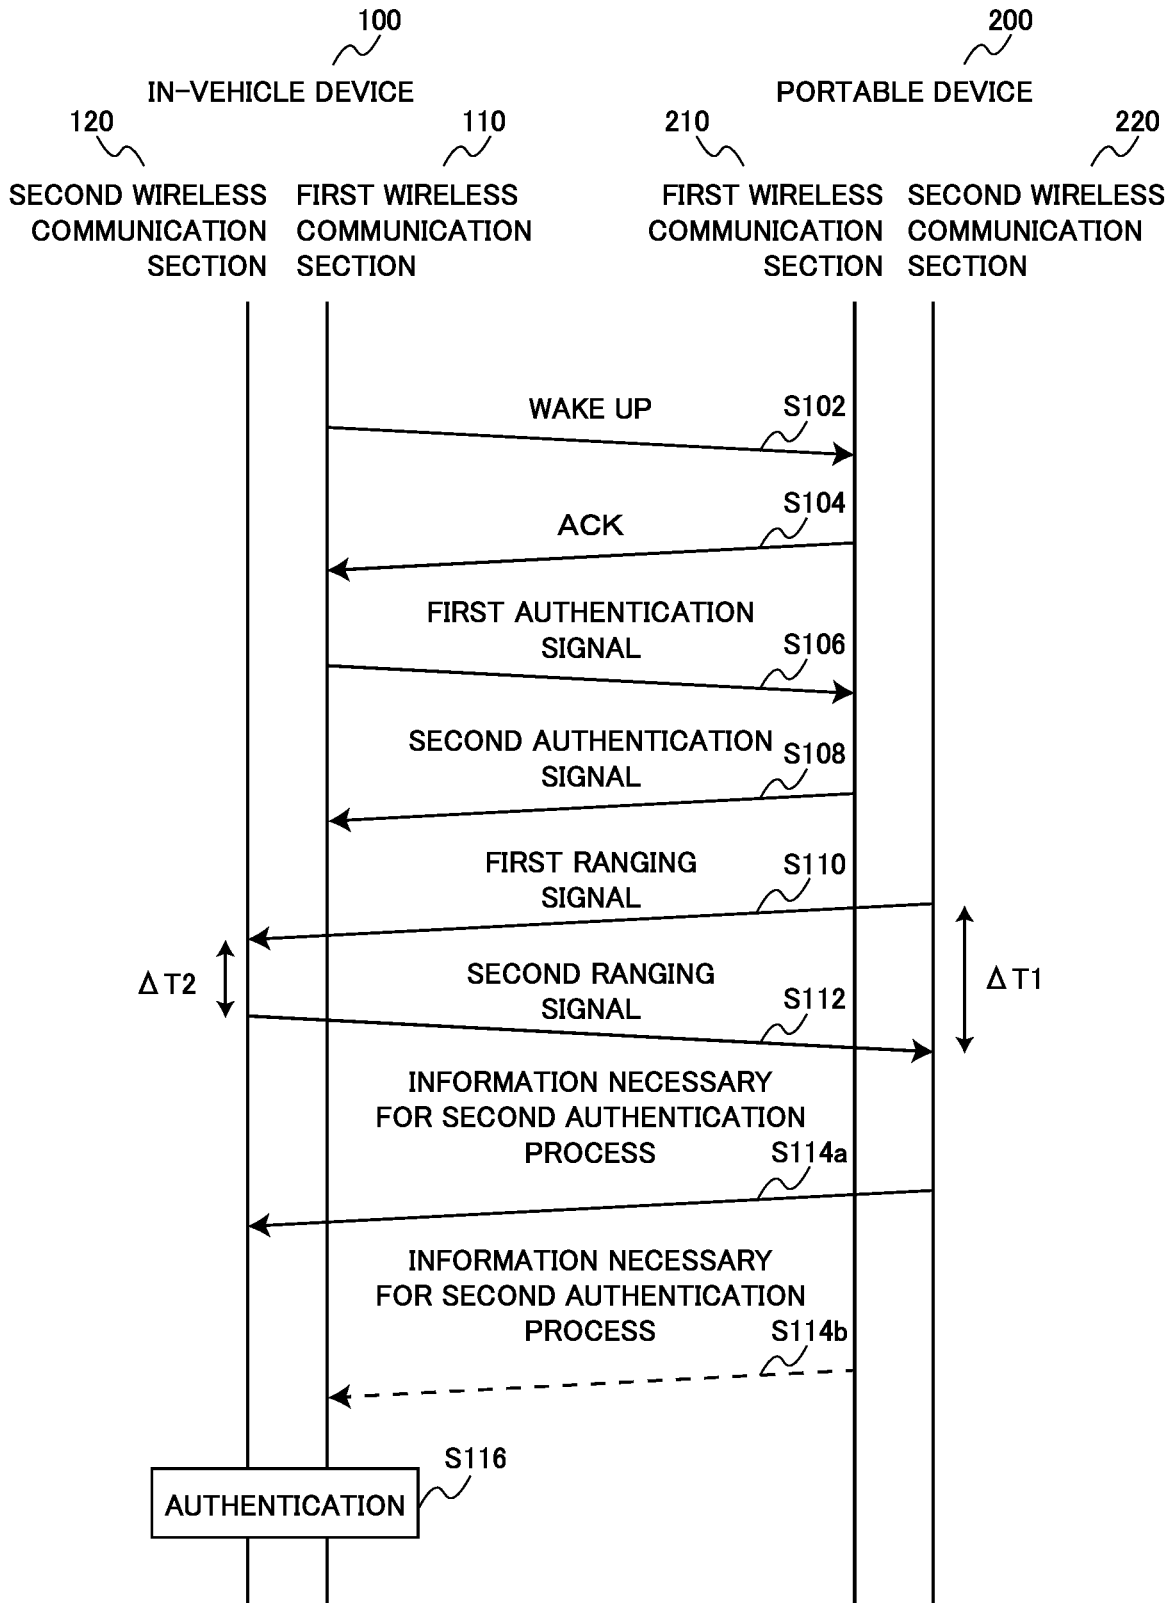 100
200
IN-VEHICLE DEVICE
PORTABLE DEVICE
120
110
210
220
SECOND WIRELESS
COMMUNICATION
SECTION
FIRST WIRELESS
COMMUNICATION
SECTION
FIRST WIRELESS
COMMUNICATION
SECTION
SECOND WIRELESS
COMMUNICATION
SECTION
WAKE UP
S102
ACK
S104
FIRST AUTHENTICATION
SIGNAL
S106
SECOND AUTHENTICATION
SIGNAL
S108
FIRST RANGING
SIGNAL
S110
ΔT2
SECOND RANGING
SIGNAL
S112
ΔT1
INFORMATION NECESSARY
FOR SECOND AUTHENTICATION
PROCESS
S114a
INFORMATION NECESSARY
FOR SECOND AUTHENTICATION
PROCESS
S114b
S116
AUTHENTICATION